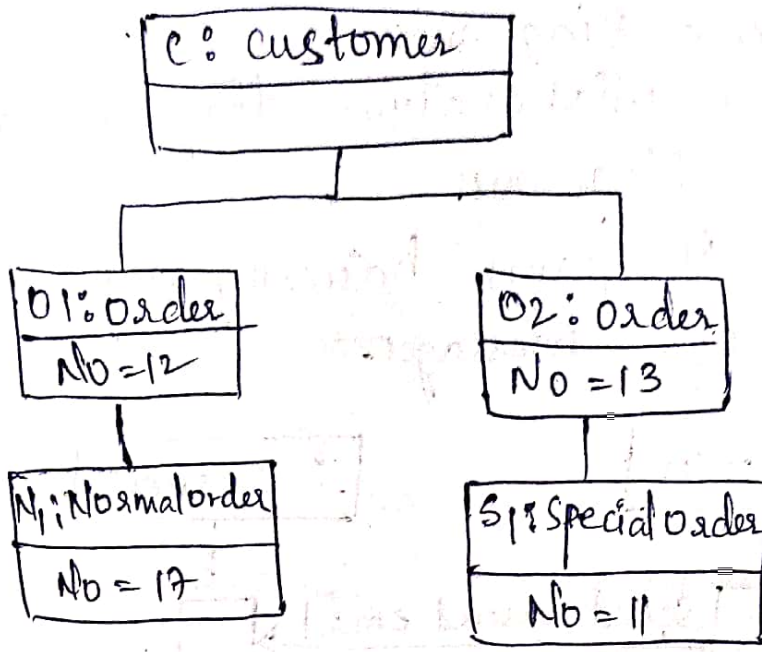 C: customer
O1: order
No = 12
O2: order
No = 13
N1: Normalorder
No = 17
S1: Special Order
No = 11